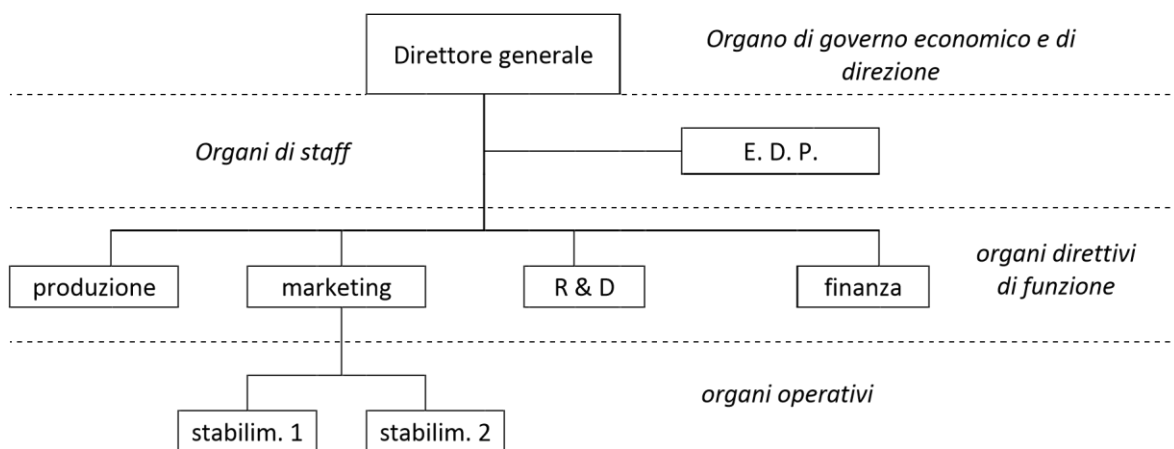 Direttore generale
Organo di governo economico e di
direzione
Organi di staff
E. D. P.
produzione
marketing
R & D
finanza
organi direttivi
di funzione
organi operativi
stabilim. 1
stabilim. 2